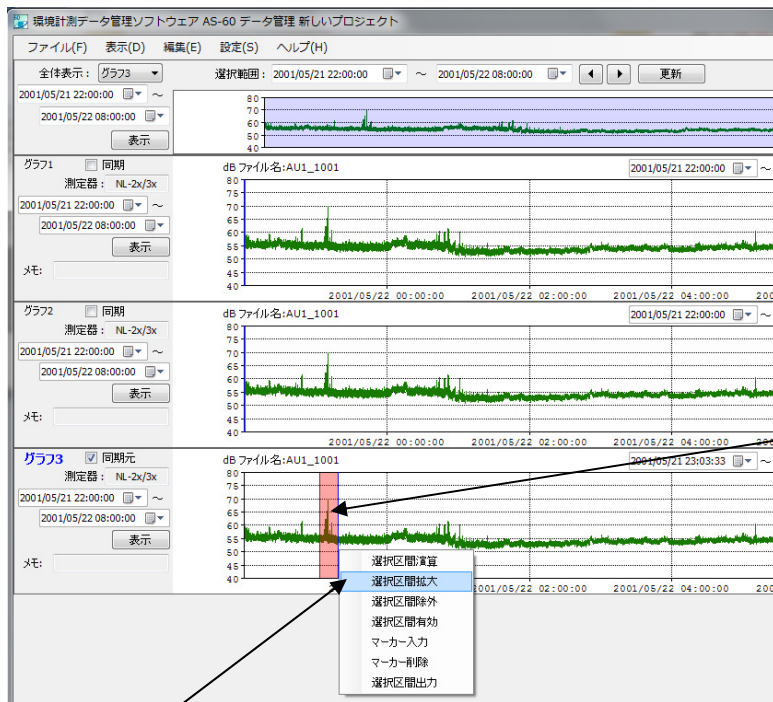 環境計測データ管理ソフトウェア AS-60 データ管理 新しいプロジェクト
ファイル(F) 表示(D) 編集(E) 設定(S) ヘルプ(H)
全体表示： グラフ3 選択範囲： 2001/05/21 22:00:00 ～ 2001/05/22 08:00:00 更新
2001/05/21 22:00:00 ～
2001/05/22 08:00:00
表示
80
70
60
50
40
グラフ1 同期 dB ファイル名:AU1_1001 2001/05/21 22:00:00 ～
測定器： NL-2x/3x
2001/05/21 22:00:00 ～
2001/05/22 08:00:00
表示
メモ:
80
75
70
65
60
55
50
45
40
2001/05/22 00:00:00 2001/05/22 02:00:00 2001/05/22 04:00:00 200
グラフ2 同期 dB ファイル名:AU1_1001 2001/05/21 22:00:00 ～
測定器： NL-2x/3x
2001/05/21 22:00:00 ～
2001/05/22 08:00:00
表示
メモ:
80
75
70
65
60
55
50
45
40
2001/05/22 00:00:00 2001/05/22 02:00:00 2001/05/22 04:00:00 200
グラフ3 同期元 dB ファイル名:AU1_1001 2001/05/21 23:03:33 ～
測定器： NL-2x/3x
2001/05/21 22:00:00 ～
2001/05/22 08:00:00
表示
メモ:
80
75
70
65
60
55
50
45
40
2001/05/22 02:00:00 2001/05/22 04:00:00 200
選択区間演算
選択区間拡大
選択区間除外
選択区間有効
マーカー入力
マーカー削除
選択区間出力